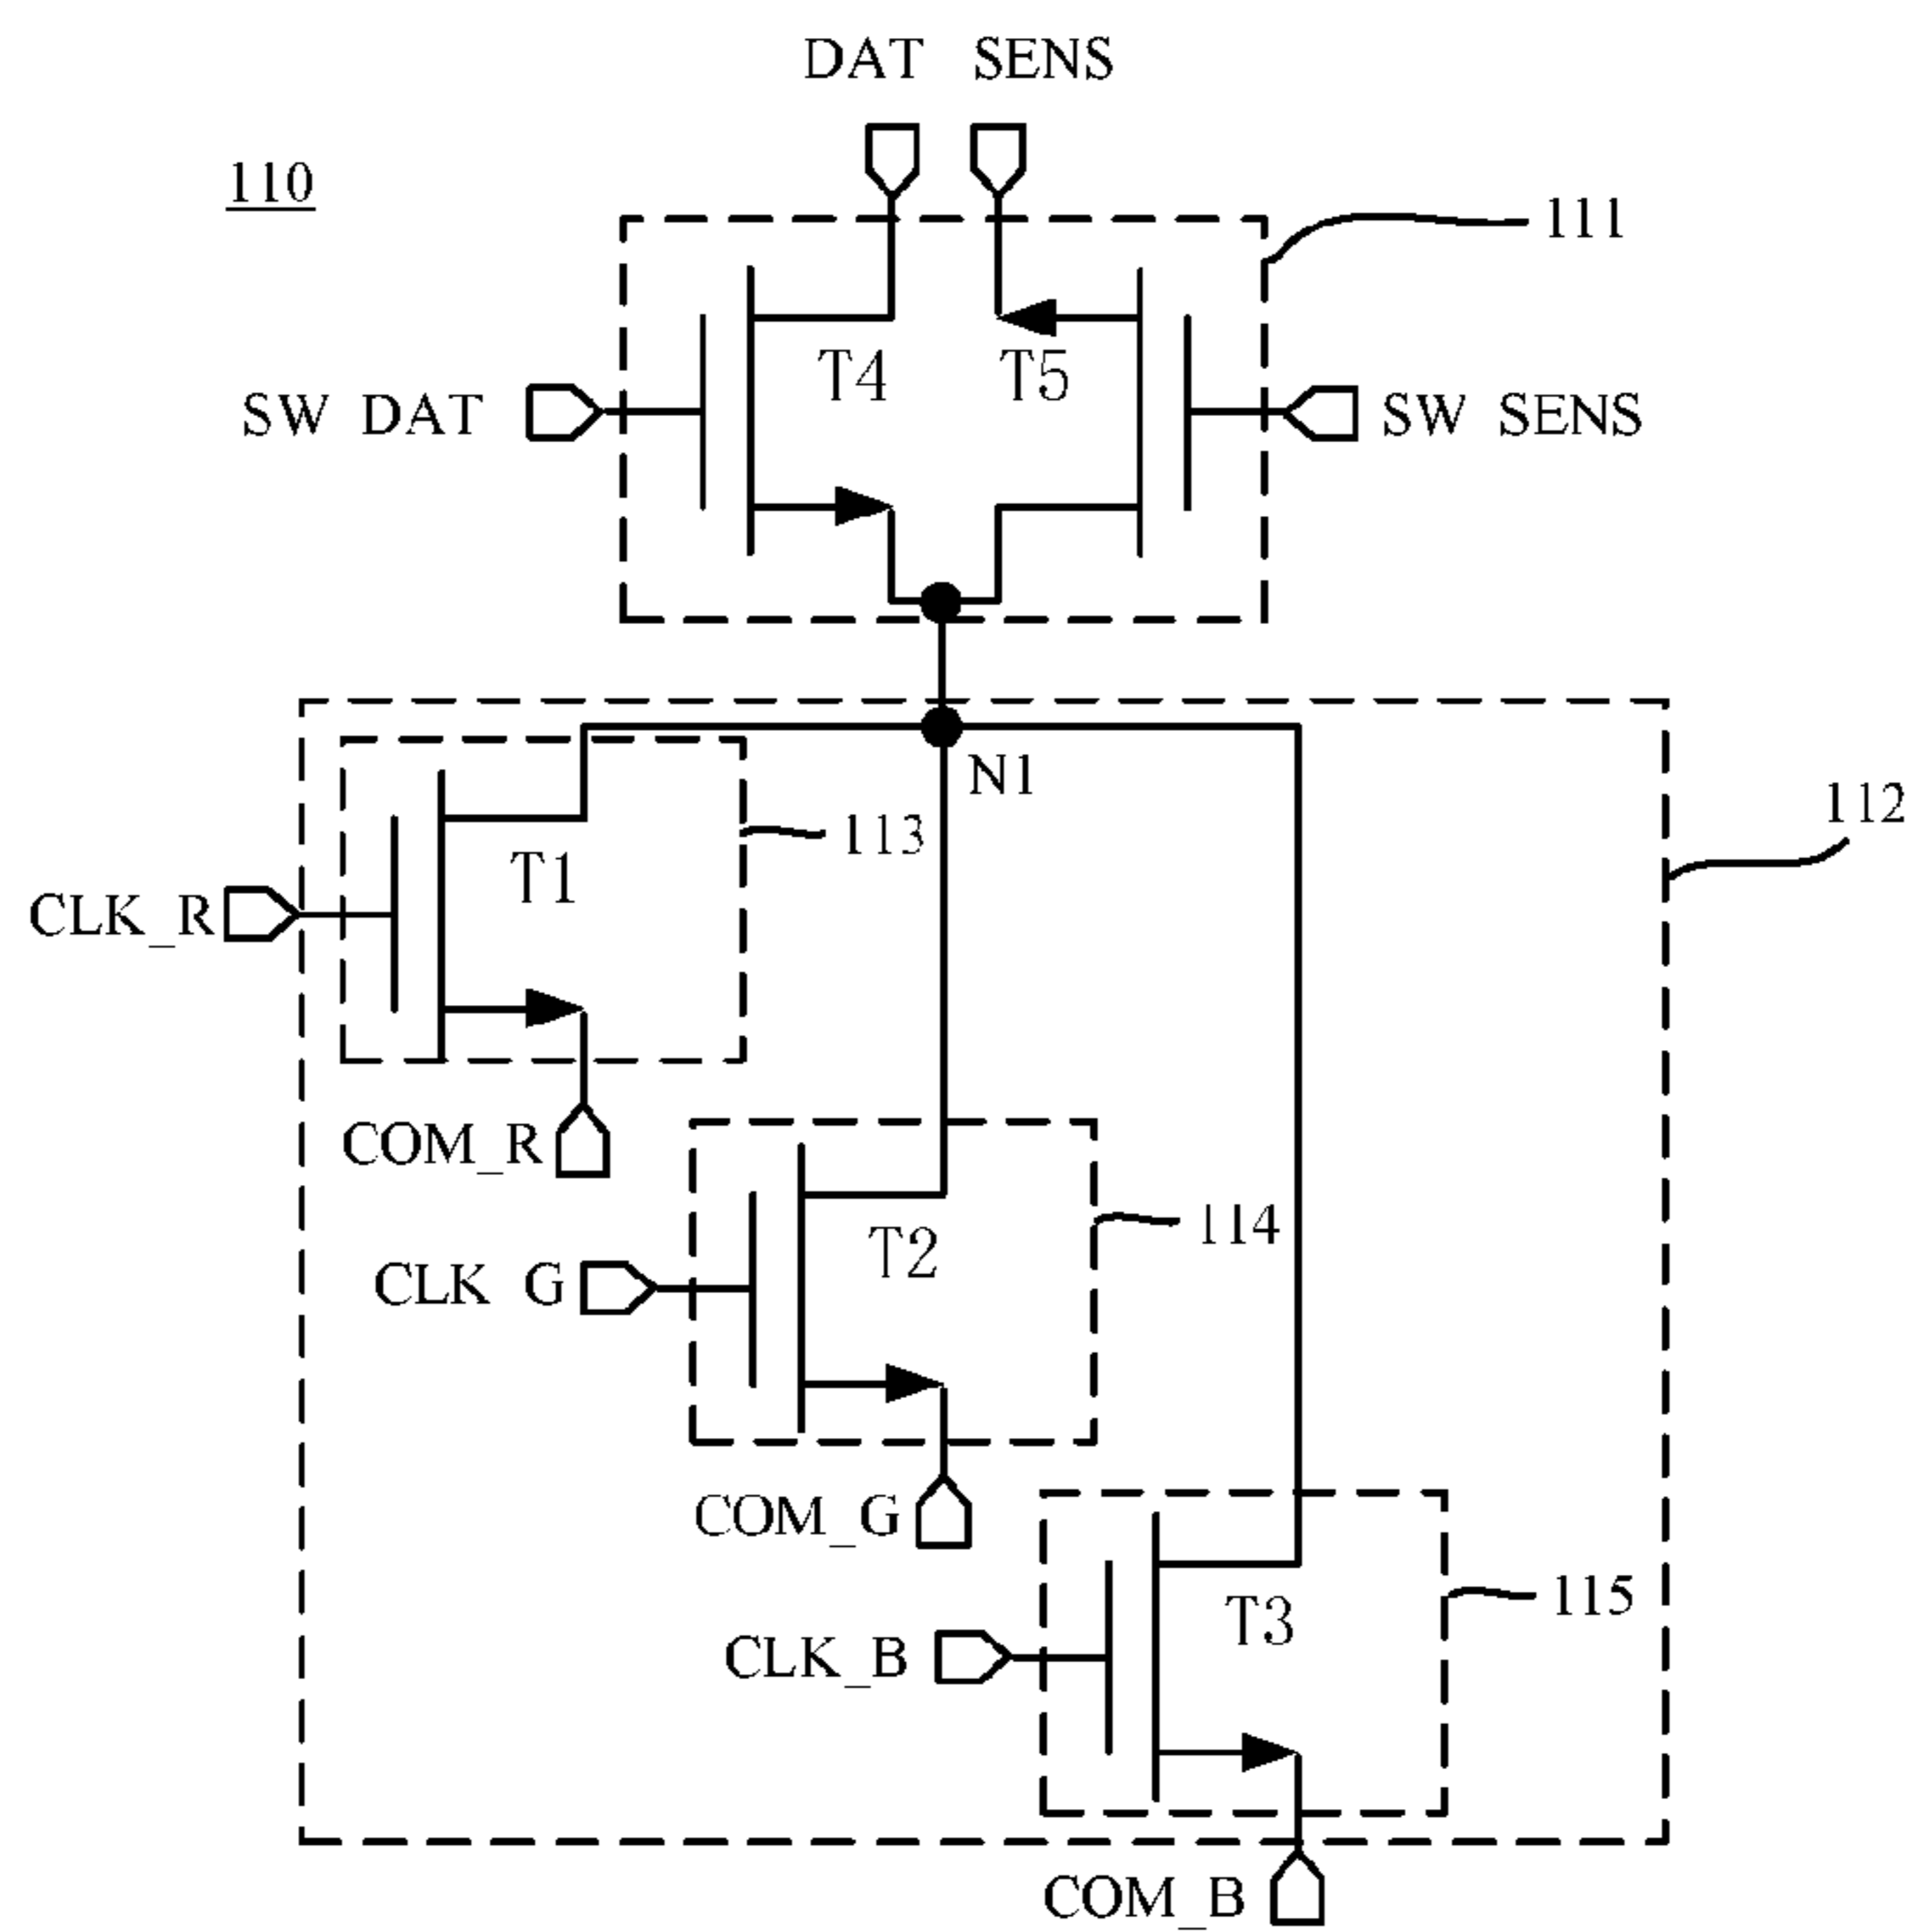 DAT SENS
110
111
T4 T5
SW DAT
SW SENS
N1
112
113
T1
CLK_R
COM_R
114
T2
CLK G
COM_G
115
T3
CLK_B
COM_B